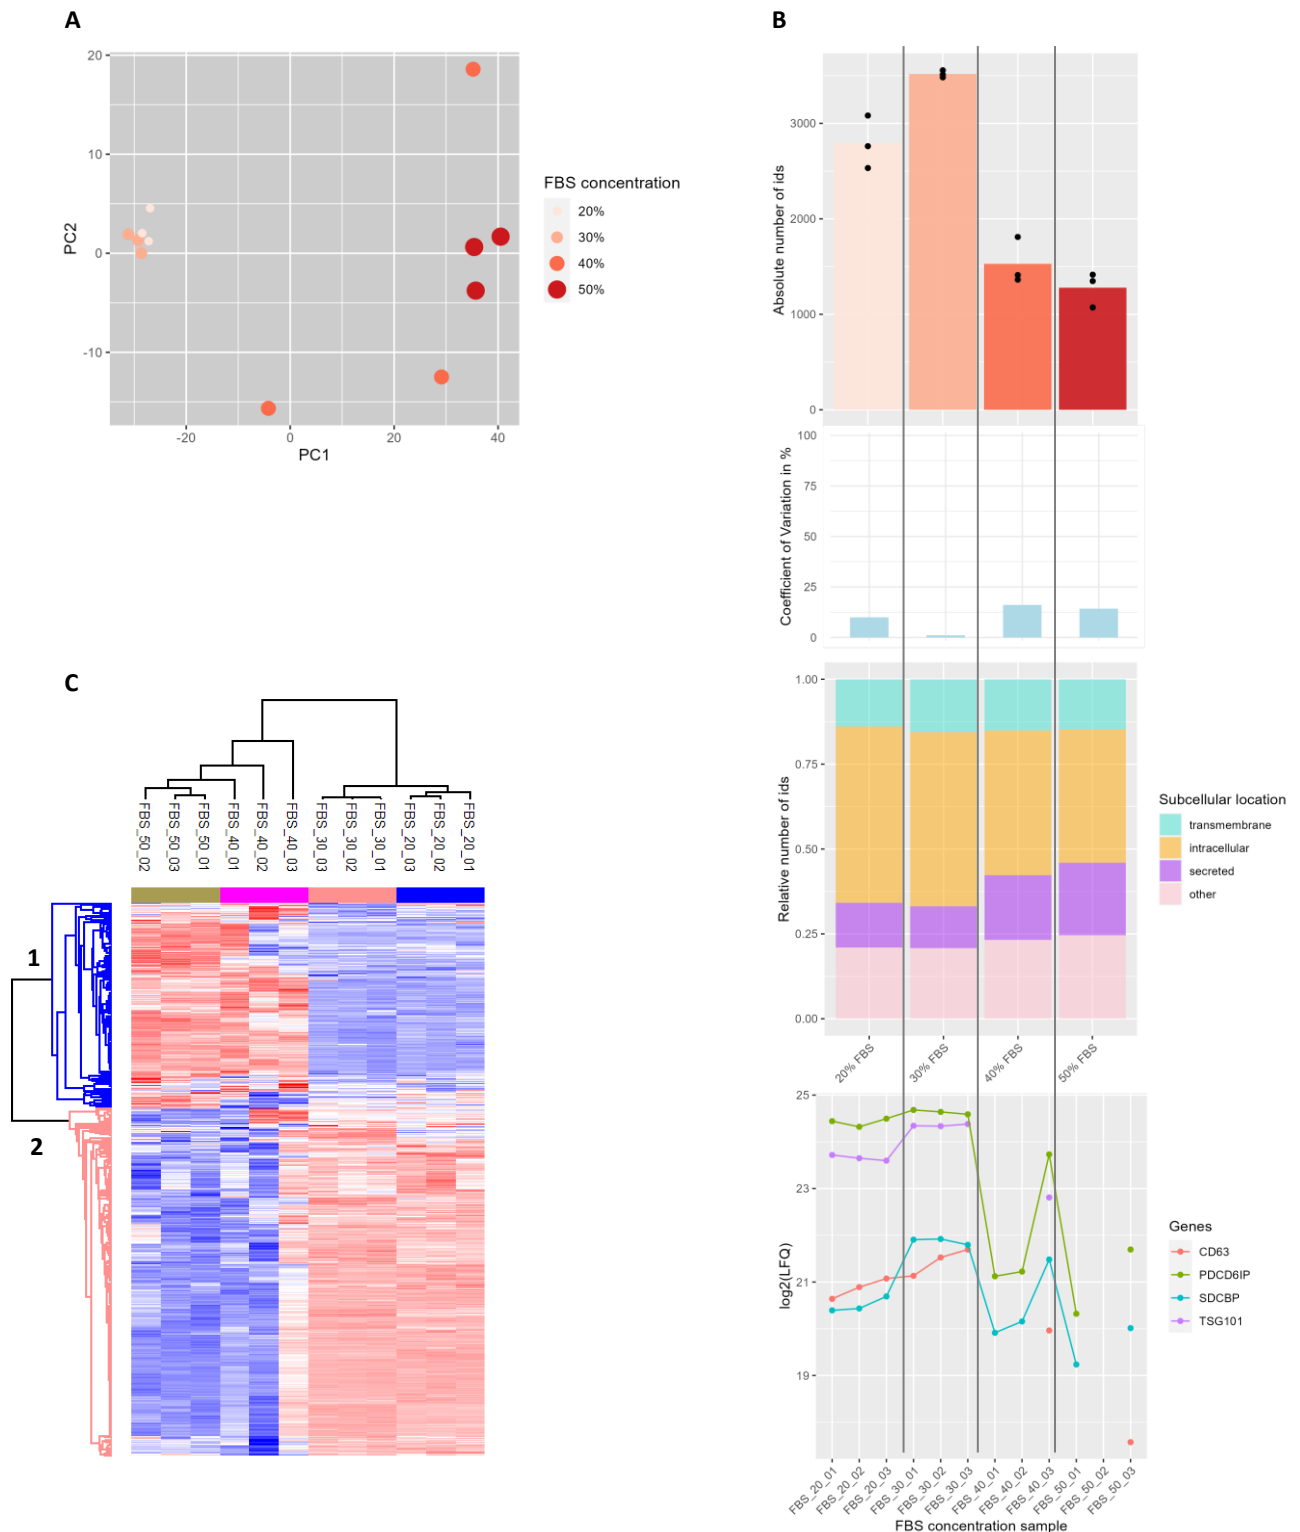 A
20
10
0
-10
PC2
-20
0
20
40
PC1
FBS concentration
20%
30%
40%
50%
B
Absolute number of ids
3000
2000
1000
0
Coefficient of Variation in %
100
75
50
25
0
Relative number of ids
1.00
0.75
0.50
0.25
0.00
20% FBS
30% FBS
40% FBS
50% FBS
Subcellular location
transmembrane
intracellular
secreted
other
log2(LFQ)
25
23
21
19
FBS_20_01
FBS_20_02
FBS_20_03
FBS_30_01
FBS_30_02
FBS_30_03
FBS_40_01
FBS_40_02
FBS_40_03
FBS_50_01
FBS_50_02
FBS_50_03
FBS concentration sample
Genes
CD63
PDCD6IP
SDCBP
TSG101
C
FBS_50_02
FBS_50_03
FBS_50_01
FBS_40_01
FBS_40_02
FBS_40_03
FBS_30_03
FBS_30_02
FBS_30_01
FBS_20_03
FBS_20_02
FBS_20_01
1
2